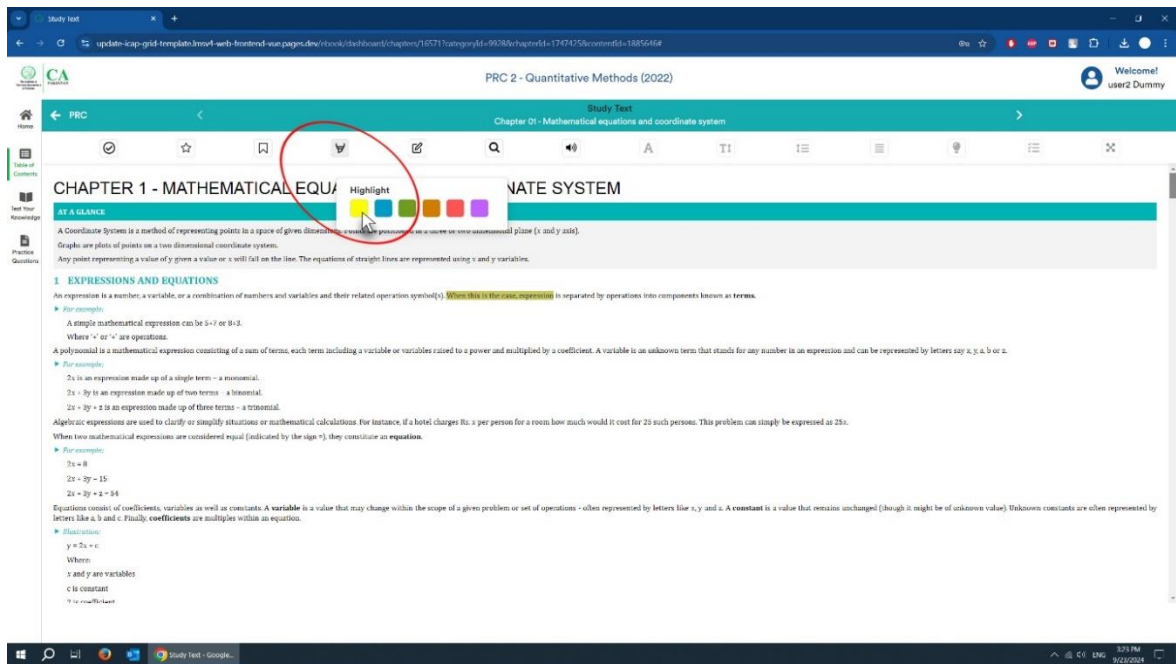 Study Text
update-icap-grid-template.lmsv4-web-frontend-vue.pages.dev/ebook/dashboard/chapters/16571?categoryId=9928&chapterId=1747425&contentId=1885646#
CA
PAKISTAN
PRC 2 - Quantitative Methods (2022)
Welcome!
user2 Dummy
Home
PRC
Study Text
Chapter 01 - Mathematical equations and coordinate system
Table of
Contents
Test Your
Knowledge
Practice
Questions
Highlight
CHAPTER 1 - MATHEMATICAL EQUA NATE SYSTEM
AT A GLANCE
A Coordinate System is a method of representing points in a space of given dimensions. (x and y axis).
Graphs are plots of points on a two dimensional coordinate system.
Any point representing a value of y given a value or x will fall on the line. The equations of straight lines are represented using x and y variables.
1 EXPRESSIONS AND EQUATIONS
An expression is a number, a variable, or a combination of numbers and variables and their related operation symbol(s). When this is the case, expression is separated by operations into components known as terms.
For example:
A simple mathematical expression can be 5+7 or 8+3.
Where '+' or '÷' are operations.
A polynomial is a mathematical expression consisting of a sum of terms, each term including a variable or variables raised to a power and multiplied by a coefficient. A variable is an unknown term that stands for any number in an expression and can be represented by letters say x, y, a, b or z.
For example:
2x is an expression made up of a single term – a monomial.
2x + 3y is an expression made up of two terms – a binomial.
2x + 3y + z is an expression made up of three terms – a trinomial.
Algebraic expressions are used to clarify or simplify situations or mathematical calculations. For instance, if a hotel charges Rs. x per person for a room how much would it cost for 25 such persons. This problem can simply be expressed as 25x.
When two mathematical expressions are considered equal (indicated by the sign =), they constitute an equation.
For example:
2x = 8
2x + 3y = 15
2x + 3y + z = 54
Equations consist of coefficients, variables as well as constants. A variable is a value that may change within the scope of a given problem or set of operations - often represented by letters like x, y and z. A constant is a value that remains unchanged (though it might be of unknown value). Unknown constants are often represented by
letters like a, b and c. Finally, coefficients are multiples within an equation.
Illustration:
y = 2x + c
Where:
x and y are variables
c is constant
2 is coefficient
Study Text - Google...
ENG
3:23 PM
9/23/2024